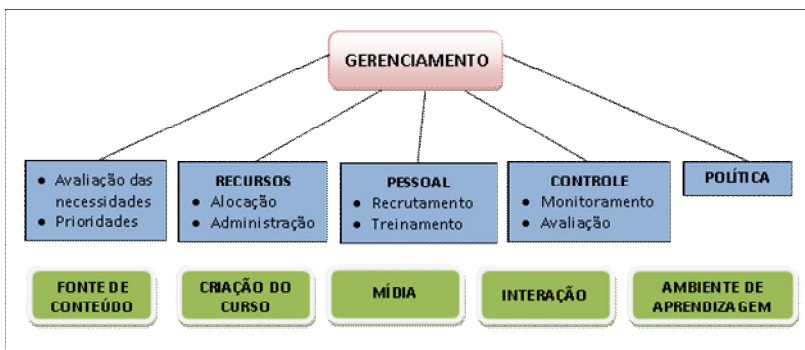 GERENCIAMENTO
• Avaliação das
necessidades
• Prioridades
RECURSOS
• Alocação
• Administração
PESSOAL
• Recrutamento
• Treinamento
CONTROLE
• Monitoramento
• Avaliação
POLÍTICA
FONTE DE
CONTEÚDO
CRIAÇÃO DO
CURSO
MÍDIA
INTERAÇÃO
AMBIENTE DE
APRENDIZAGEM